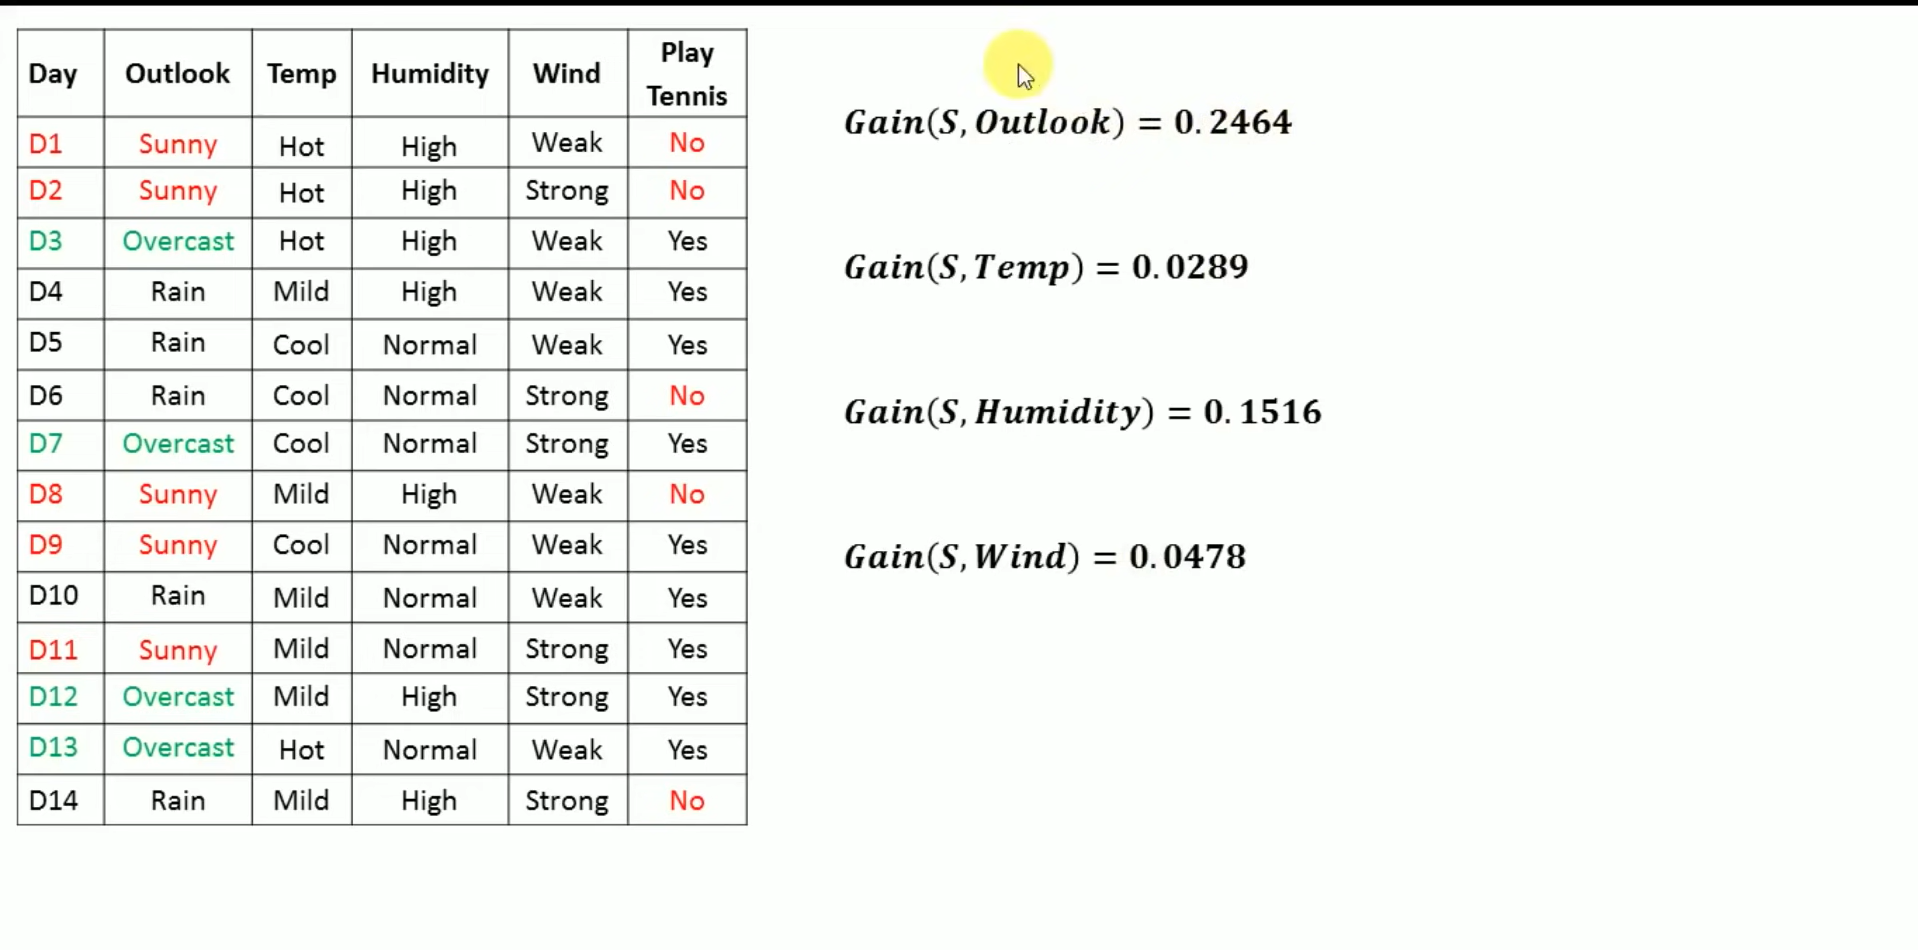 Day Outlook Temp Humidity Wind Play Tennis
D1 Sunny Hot High Weak No
D2 Sunny Hot High Strong No
D3 Overcast Hot High Weak Yes
D4 Rain Mild High Weak Yes
D5 Rain Cool Normal Weak Yes
D6 Rain Cool Normal Strong No
D7 Overcast Cool Normal Strong Yes
D8 Sunny Mild High Weak No
D9 Sunny Cool Normal Weak Yes
D10 Rain Mild Normal Weak Yes
D11 Sunny Mild Normal Strong Yes
D12 Overcast Mild High Strong Yes
D13 Overcast Hot Normal Weak Yes
D14 Rain Mild High Strong No
Gain(S, Outlook) = 0.2464
Gain(S, Temp) = 0.0289
Gain(S, Humidity) = 0.1516
Gain(S, Wind) = 0.0478